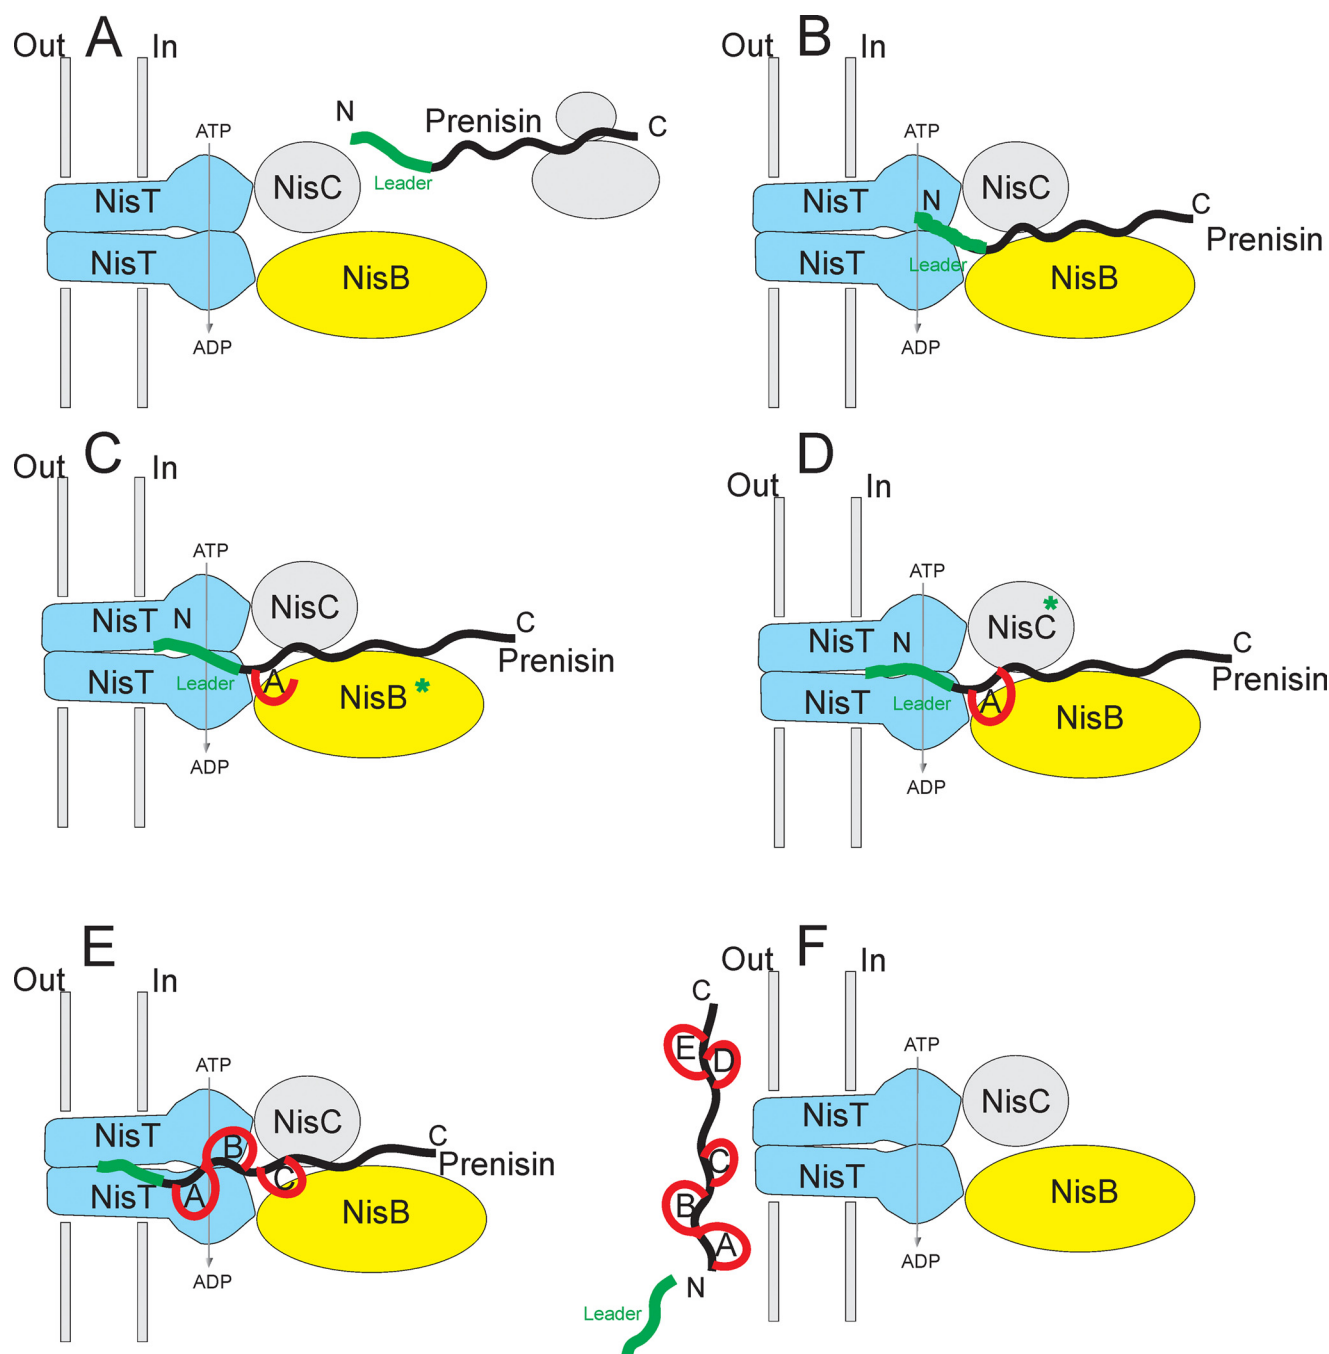 A
Out In
ATP
N
Prenisin
C
Leader
NisC
NisT
NisT
NisB
ADP
B
Out In
ATP
NisC
N
NisT
C
Prenisin
NisT
Leader
NisB
ADP
C
Out In
ATP
NisC
N
NisT
C
Prenisin
NisT
Leader
A
NisB *
ADP
D
Out In
ATP
*
NisC
N
NisT
C
Prenisin
NisT
Leader
A
NisB
ADP
E
Out In
ATP
NisC
NisT
B
C
Prenisin
NisT
A
C
NisB
ADP
F
Out In
C
E
D
C
B
A
N
Leader
ATP
NisC
NisT
NisT
NisB
ADP